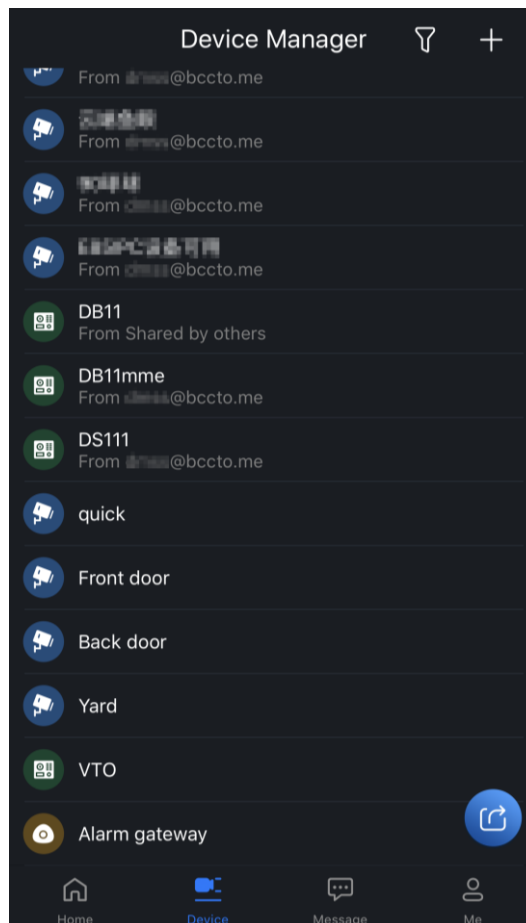 Device Manager
From @bccto.me
From @bccto.me
From @bccto.me
From @bccto.me
DB11
From Shared by others
DB11mme
From @bccto.me
DS111
From @bccto.me
quick
Front door
Back door
Yard
VTO
Alarm gateway
Home
Device
Message
Me